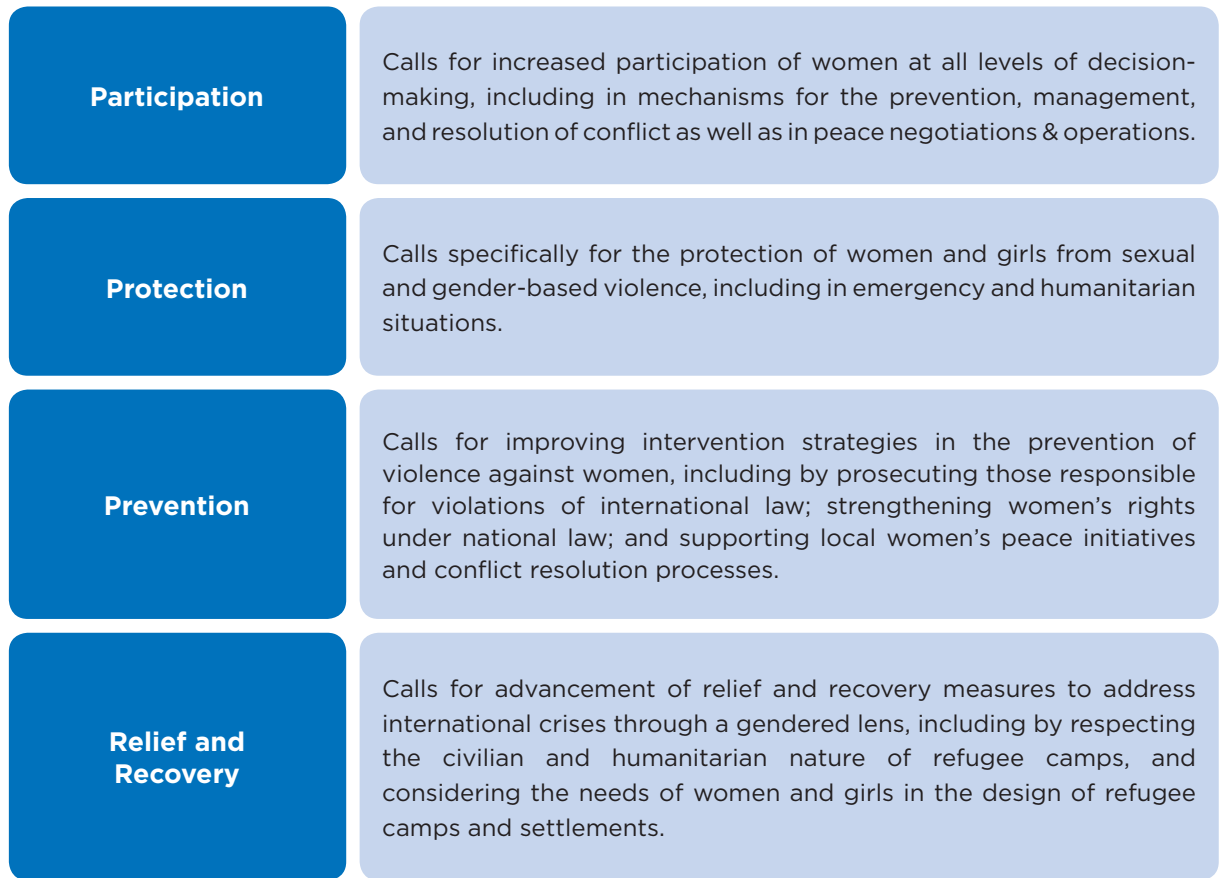 Participation
Calls for increased participation of women at all levels of decision-
making, including in mechanisms for the prevention, management,
and resolution of conflict as well as in peace negotiations & operations.
Protection
Calls specifically for the protection of women and girls from sexual
and gender-based violence, including in emergency and humanitarian
situations.
Prevention
Calls for improving intervention strategies in the prevention of
violence against women, including by prosecuting those responsible
for violations of international law; strengthening women’s rights
under national law; and supporting local women’s peace initiatives
and conflict resolution processes.
Relief and
Recovery
Calls for advancement of relief and recovery measures to address
international crises through a gendered lens, including by respecting
the civilian and humanitarian nature of refugee camps, and
considering the needs of women and girls in the design of refugee
camps and settlements.